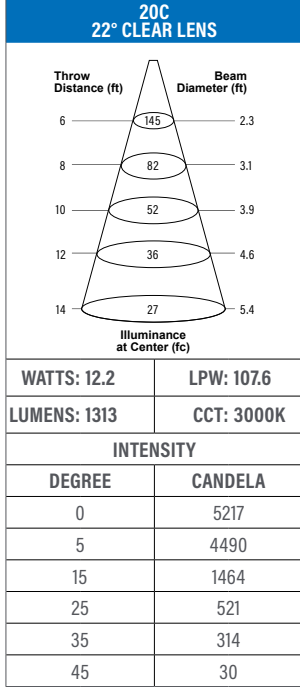 20C
22° CLEAR LENS
Throw Beam
Distance (ft) Diameter (ft)
6 145 2.3
8 82 3.1
10 52 3.9
12 36 4.6
14 27 5.4
Illuminance
at Center (fc)
WATTS: 12.2 LPW: 107.6
LUMENS: 1313 CCT: 3000K
INTENSITY
DEGREE CANDELA
0 5217
5 4490
15 1464
25 521
35 314
45 30